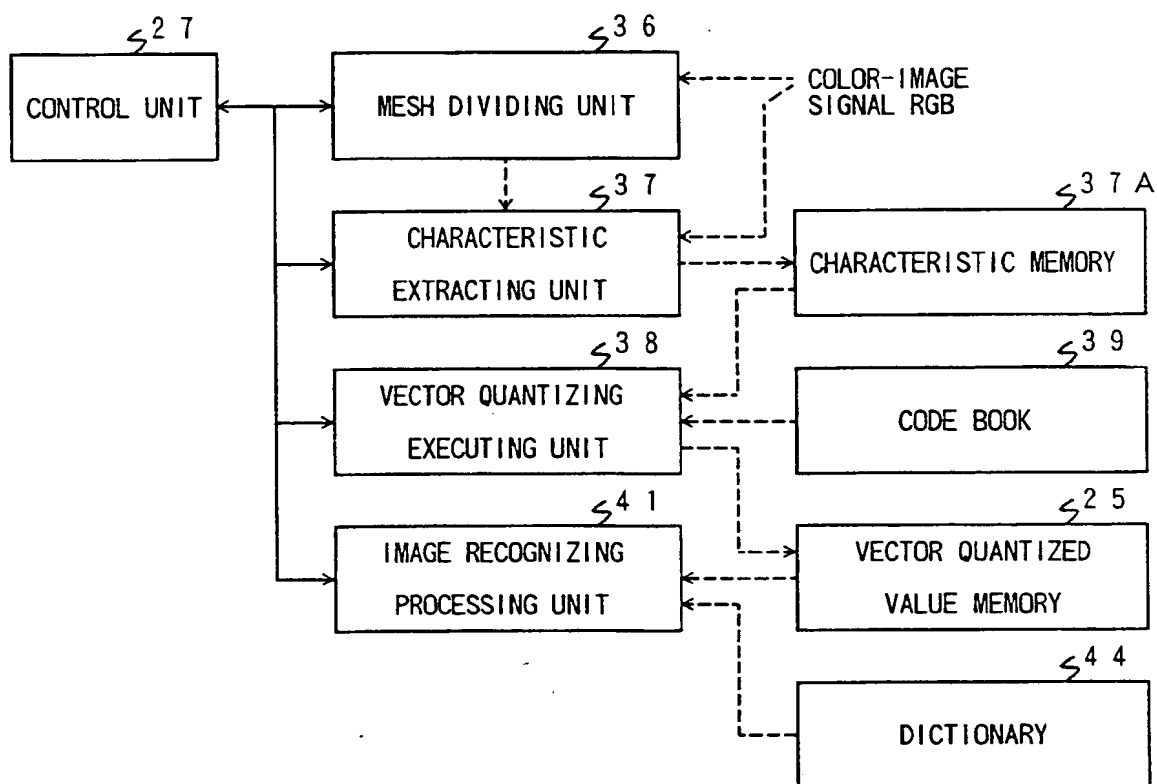 27
CONTROL UNIT
36
MESH DIVIDING UNIT
COLOR-IMAGE
SIGNAL RGB
37
CHARACTERISTIC
EXTRACTING UNIT
37A
CHARACTERISTIC MEMORY
38
VECTOR QUANTIZING
EXECUTING UNIT
39
CODE BOOK
41
IMAGE RECOGNIZING
PROCESSING UNIT
25
VECTOR QUANTIZED
VALUE MEMORY
44
DICTIONARY